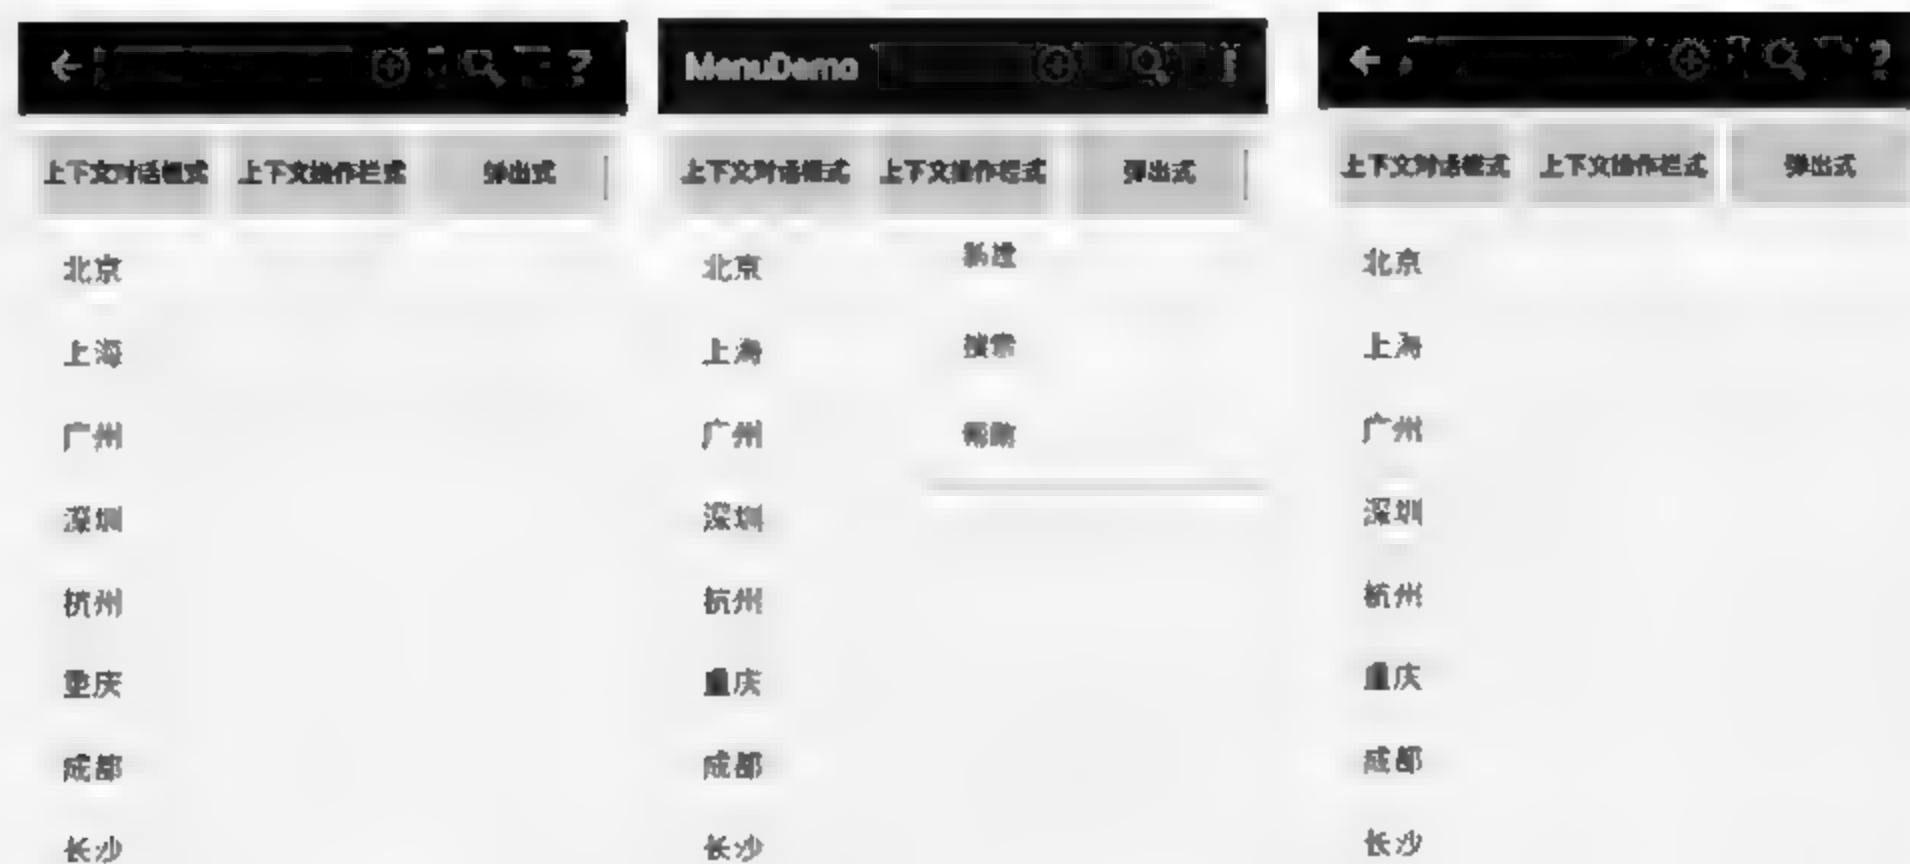 MenuDemo
上下文对话框式 上下文操作栏式 弹出式
上下文对话框式 上下文操作栏式 弹出式
上下文对话框式 上下文操作栏式 弹出式
北京
上海
广州
深圳
杭州
重庆
成都
长沙
北京
上海
广州
深圳
杭州
重庆
成都
长沙
新建
搜索
帮助
北京
上海
广州
深圳
杭州
重庆
成都
长沙